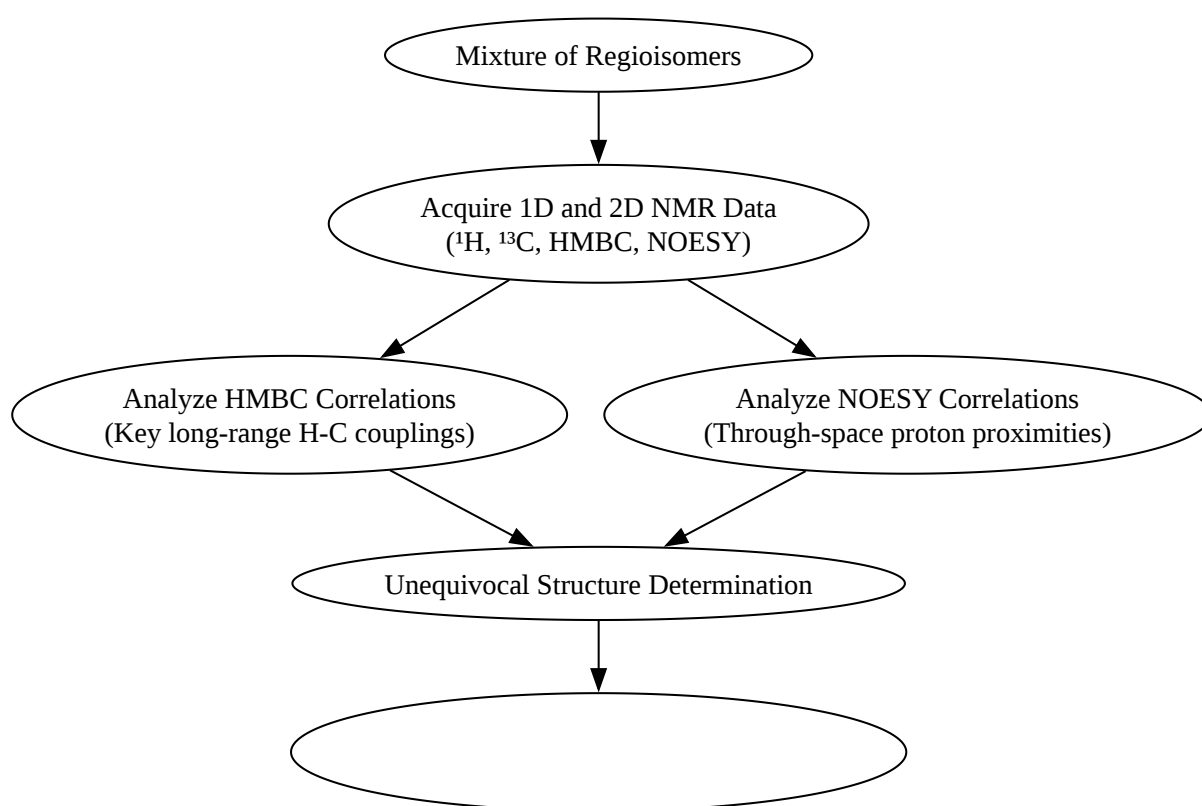 Mixture of Regioisomers
Acquire 1D and 2D NMR Data
(¹H, ¹³C, HMBC, NOESY)
Analyze HMBC Correlations
(Key long-range H-C couplings)
Analyze NOESY Correlations
(Through-space proton proximities)
Unequivocal Structure Determination